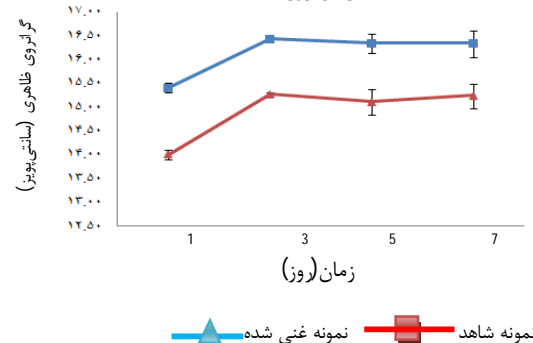 ۱۷.۰۰
۱۶.۵۰
۱۶.۰۰
۱۵.۵۰
۱۵.۰۰
۱۴.۵۰
۱۴.۰۰
۱۳.۵۰
۱۳.۰۰
۱۲.۵۰
گرانروی ظاهری (سانتی‌پویز)
1 3 5 7
زمان(روز)
نمونه شاهد نمونه غنی شده